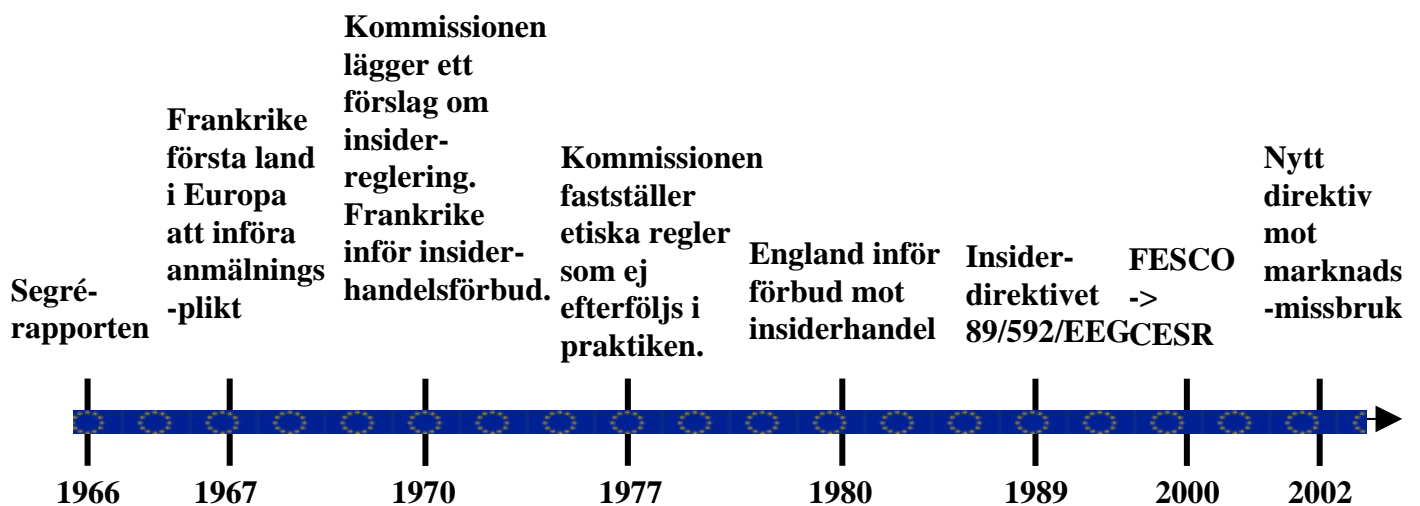 Segré-
rapporten
Frankrike
första land
i Europa
att införa
anmälnings
-plikt
Kommissionen
lägger ett
förslag om
insider-
reglering.
Frankrike
inför insider-
handelsförbud.
Kommissionen
fastställer
etiska regler
som ej
efterföljs i
praktiken.
England inför
förbud mot
insiderhandel
Insider-
direktivet
89/592/EEG
FESCO
->
CESR
Nytt
direktiv
mot
marknads
-missbruk
1966
1967
1970
1977
1980
1989
2000
2002